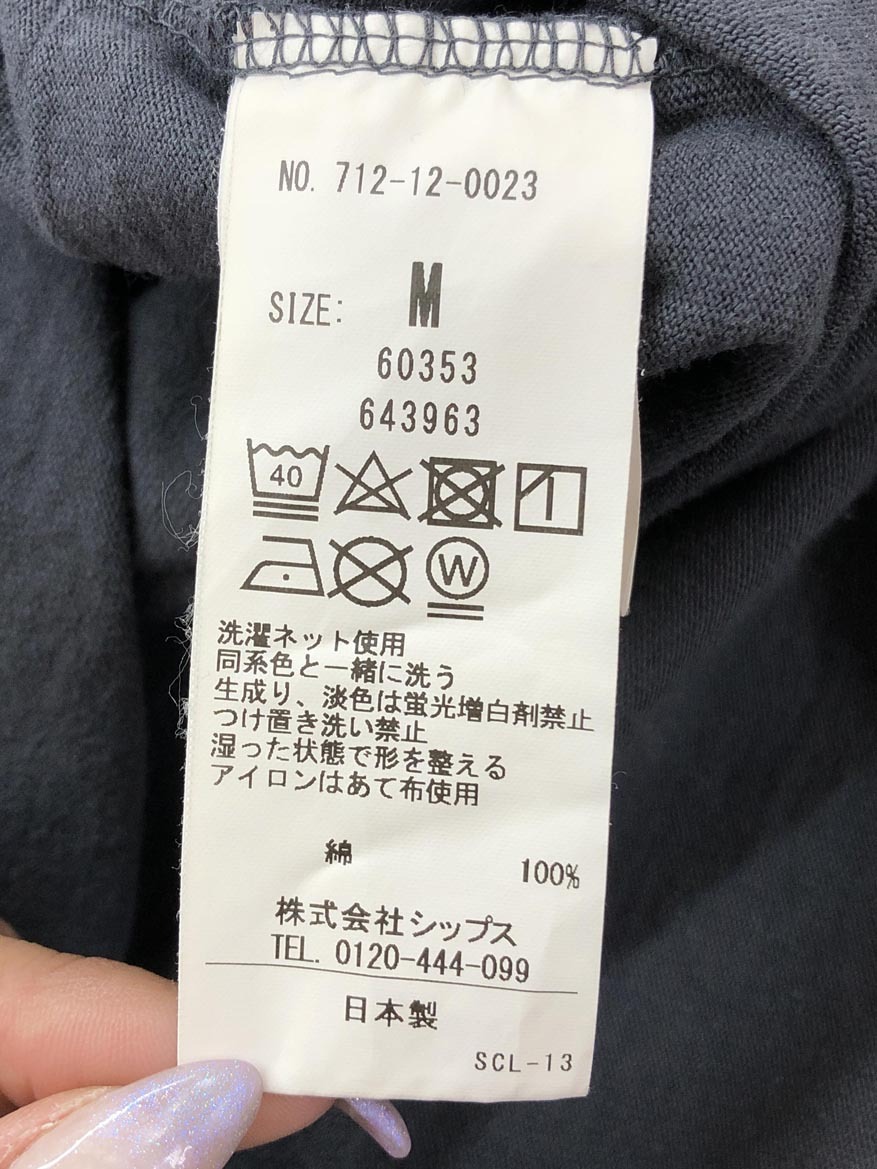 NO. 712-12-0023
SIZE: M
60353
643963
40
W
洗濯ネット使用
同系色と一緒に洗う
生成り、淡色は蛍光増白剤禁止
つけ置き洗い禁止
湿った状態で形を整える
アイロンはあて布使用
綿 100%
株式会社シップス
TEL. 0120-444-099
日本製
SCL-13